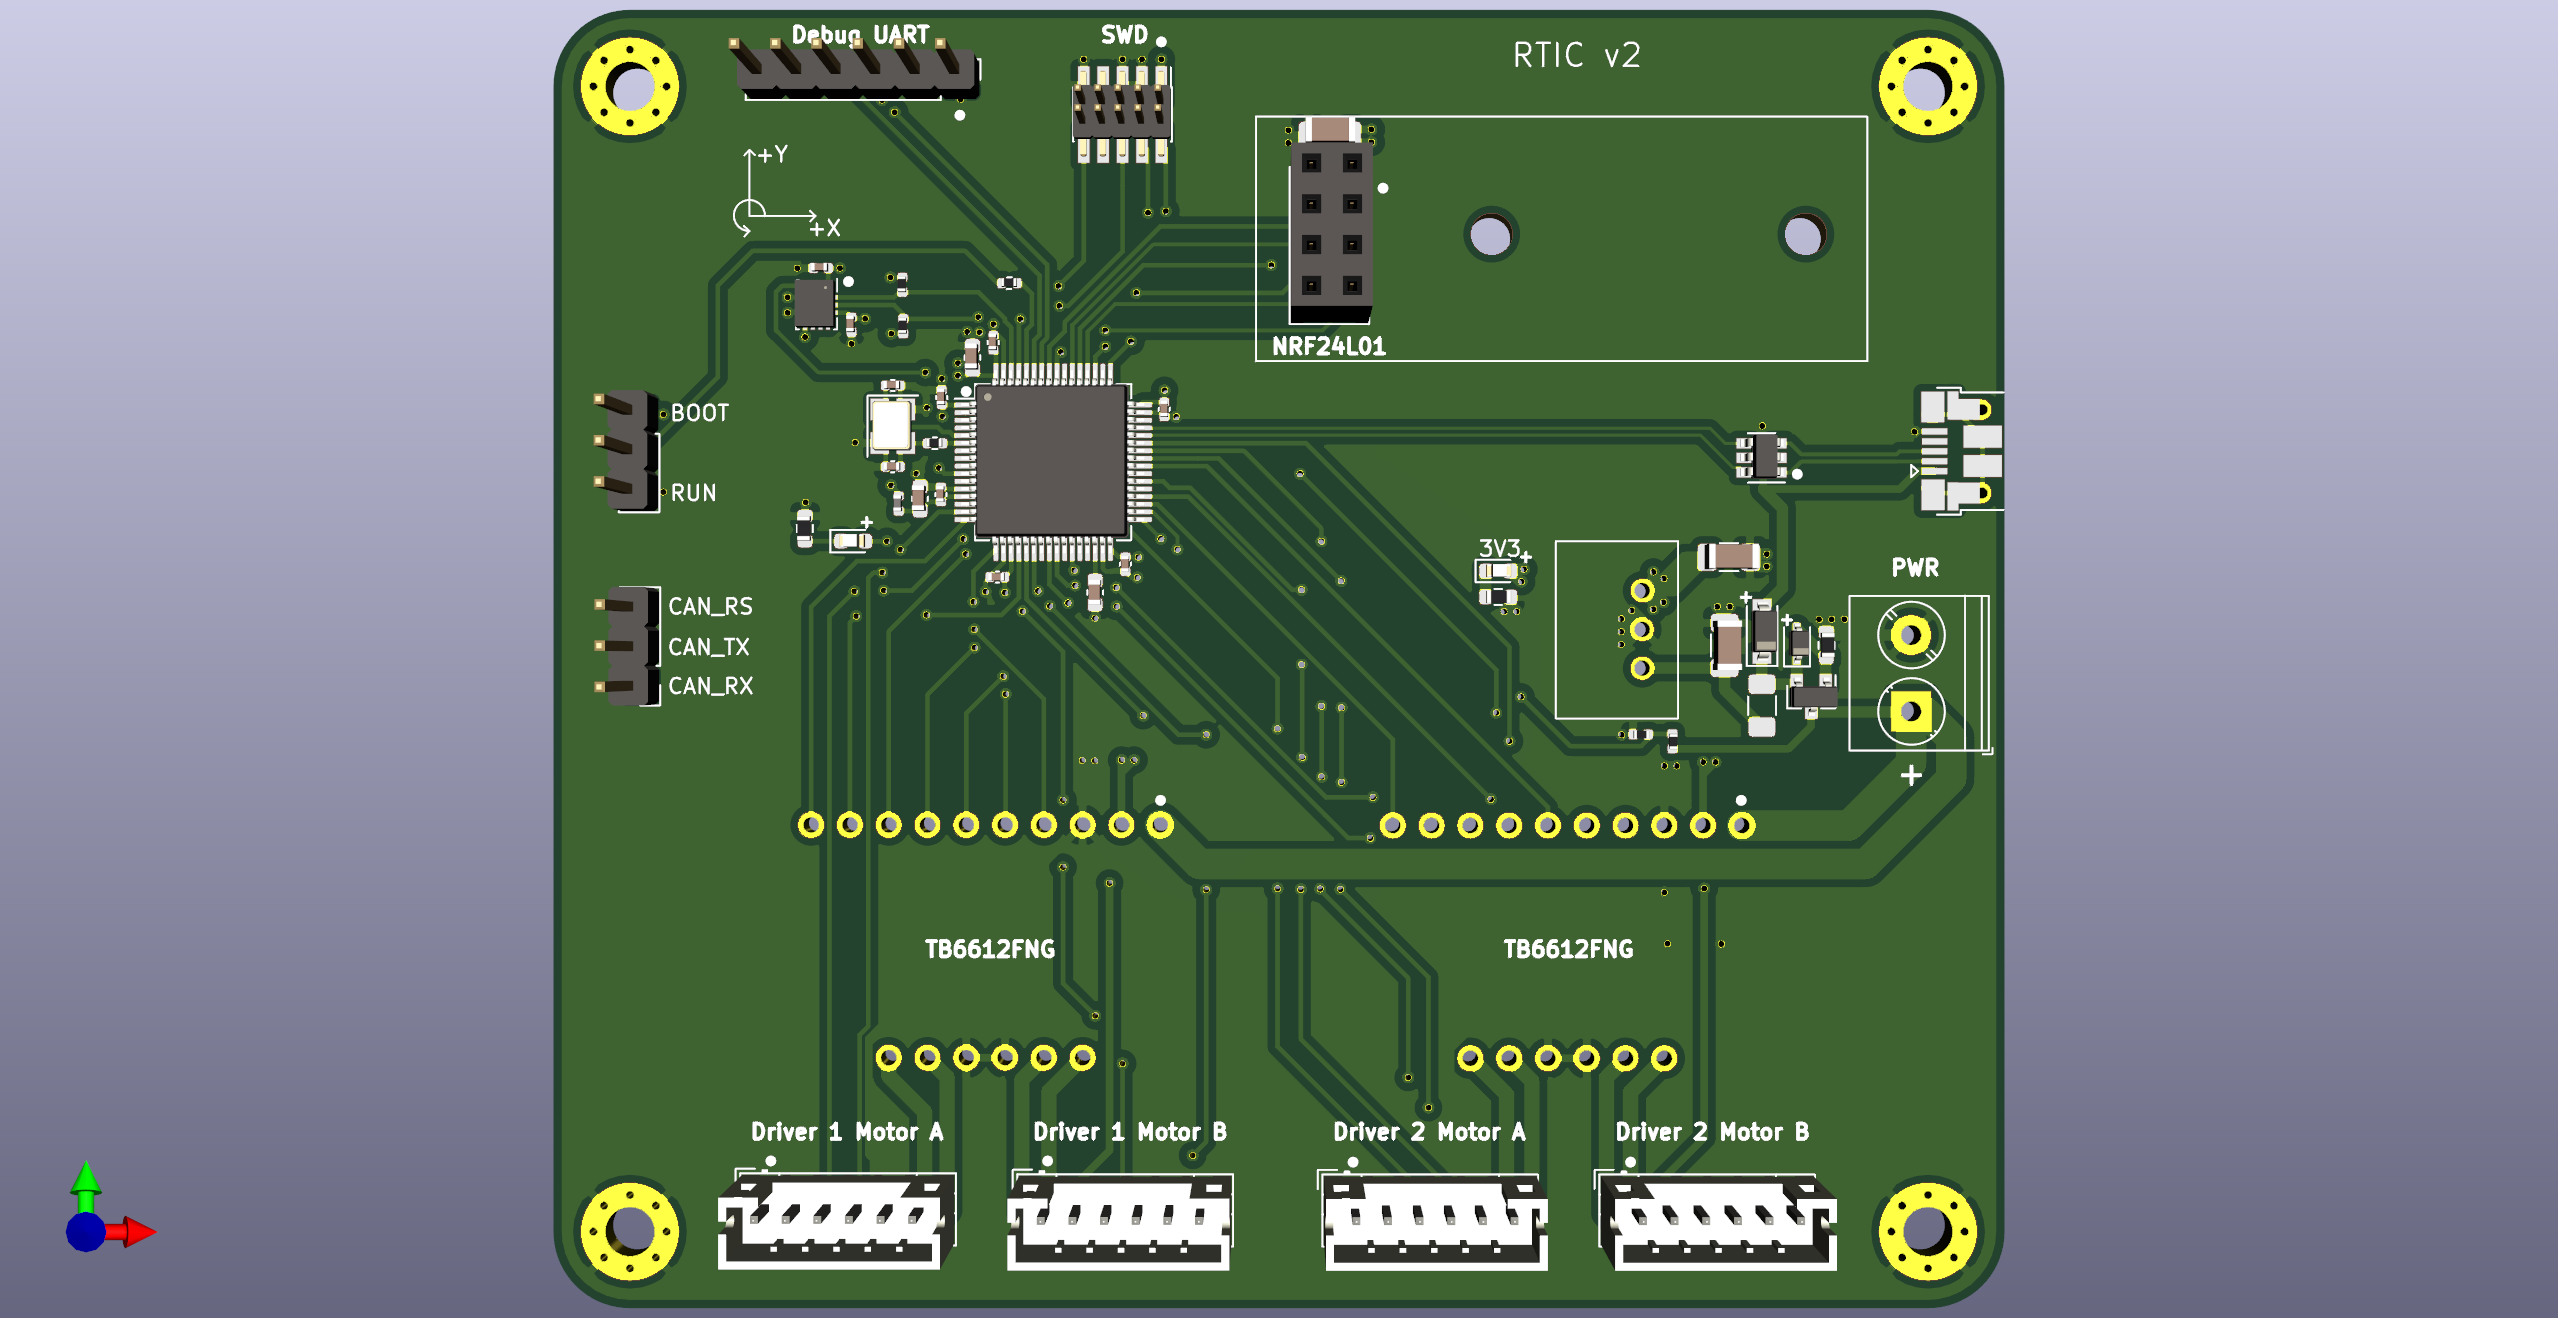 Debug UART
SWD
RTIC v2
+Y
+X
NRF24L01
BOOT
RUN
+
3V3
+
PWR
CAN_RS
CAN_TX
CAN_RX
+
+
+
TB6612FNG
TB6612FNG
Driver 1 Motor A
Driver 1 Motor B
Driver 2 Motor A
Driver 2 Motor B